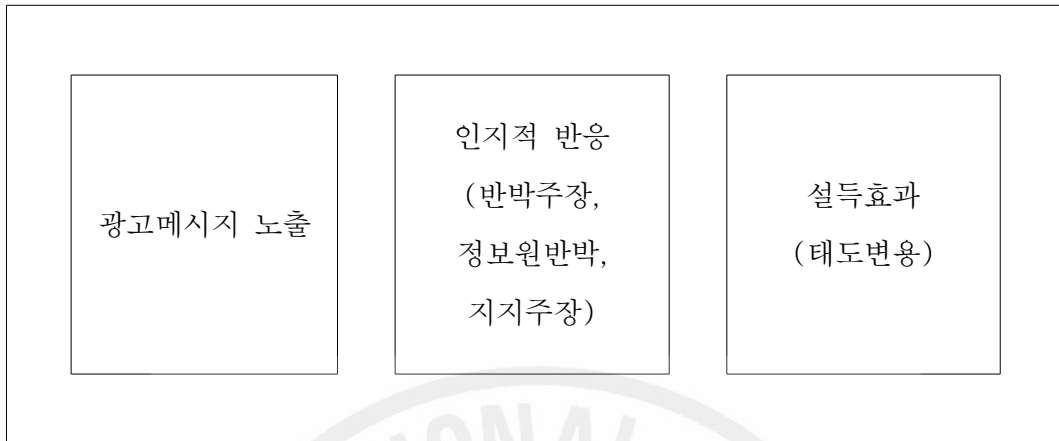 광고메시지 노출
인지적 반응
(반박주장,
정보원반박,
지지주장)
설득효과
(태도변용)